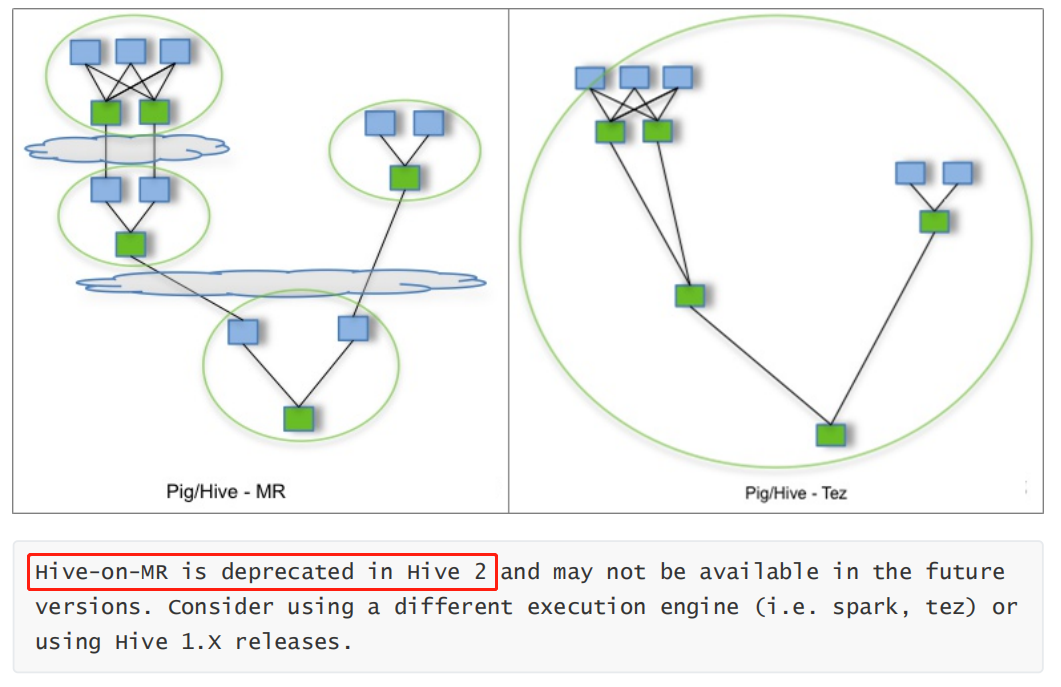 Pig/Hive - MR
Pig/Hive - Tez
Hive-on-MR is deprecated in Hive 2 and may not be available in the future
versions. Consider using a different execution engine (i.e. spark, tez) or
using Hive 1.X releases.